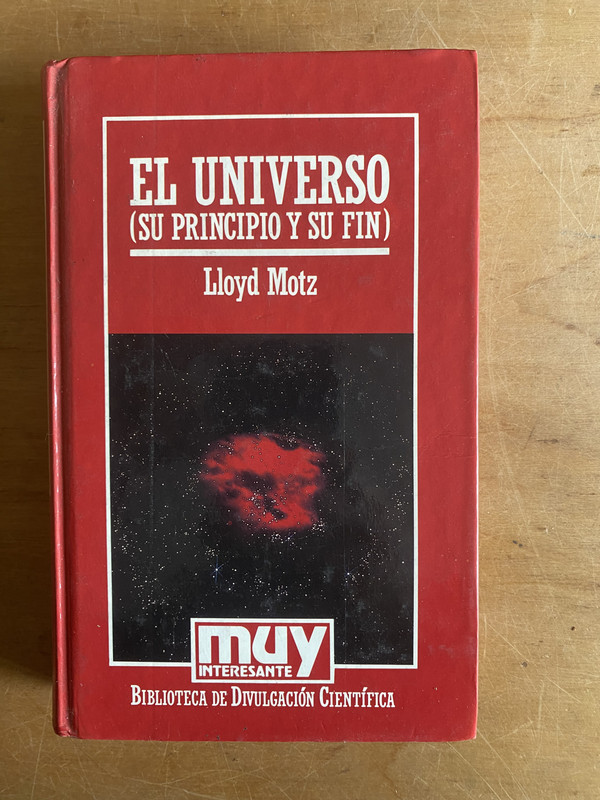 EL UNIVERSO
(SU PRINCIPIO Y SU FIN)
Lloyd Motz
muy
INTERESANTE
BIBLIOTECA DE DIVULGACIÓN CIENTÍFICA